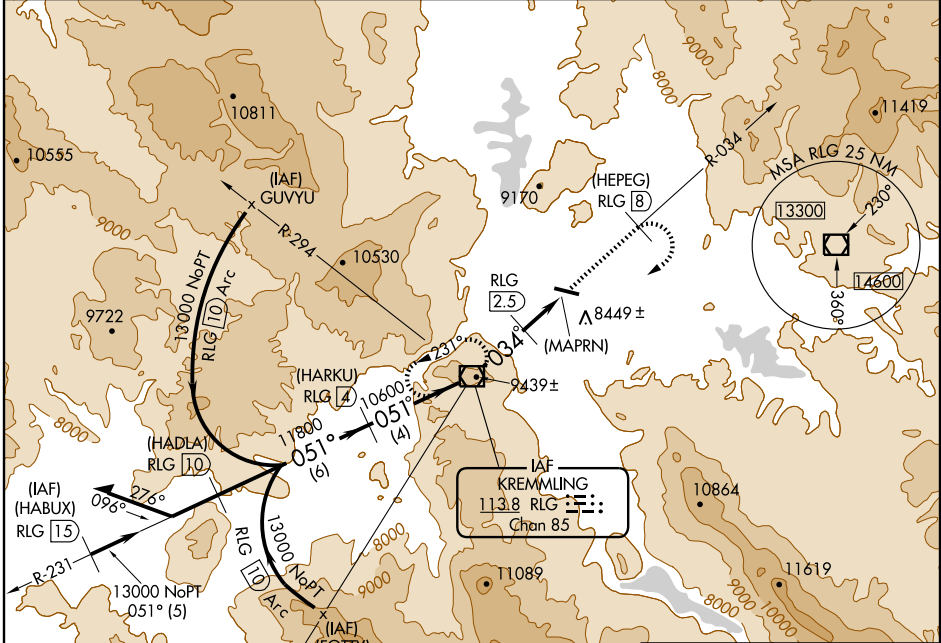 10811
10555
9000
(IAF)
GUVYU
R-294
10530
13000 NoPT
RLG 10 Arc
9722
8000
9000
9170
(HEPEG)
RLG 8
R-034
8000
9000
11419
MSA RLG 25 NM
13300
230°
14600
360°
RLG
2.5
8449 ±
(MAPRN)
034°
231°
9439±
(HARKU)
RLG 4
10600
051°
(4)
11800
051°
(6)
(HADLA)
RLG 10
276°
096°
(IAF)
(HABUX)
RLG 15
R-231
13000 NoPT
051° (5)
13000 NoPT
RLG 10 Arc
(IAF)
8000
9000
IAF
KREMMLING
113.8 RLG
Chan 85
11089
10864
11619
9000
10000
8000